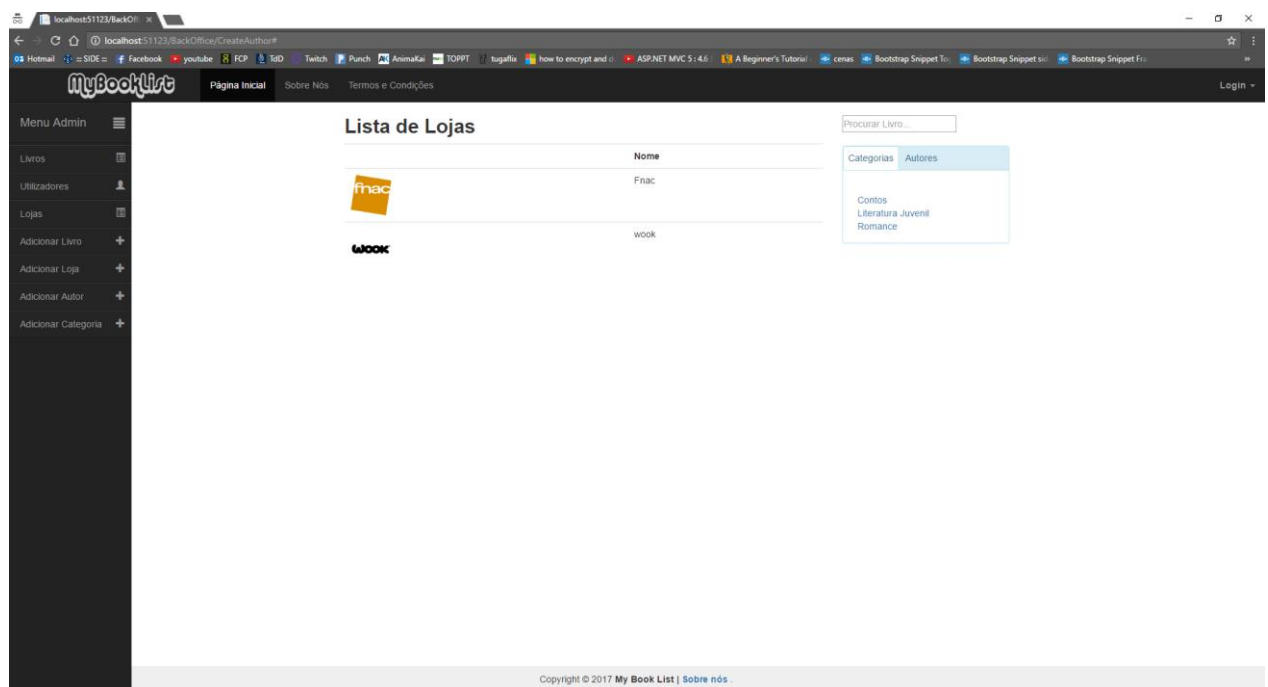 localhost:51123/BackOffi
localhost:51123/BackOffice/CreateAuthor#
Hotmail = SIDE = Facebook youtube FCP TdD Twitch Punch AnimaKai TOPPT tugaflix how to encrypt and d ASP.NET MVC 5 : 4.6 A Beginner's Tutorial cenas Bootstrap Snippet To Bootstrap Snippet sid Bootstrap Snippet Fra
MyBookList Página Inicial Sobre Nós Termos e Condições Login
Menu Admin
Livros
Utilizadores
Lojas
Adicionar Livro
Adicionar Loja
Adicionar Autor
Adicionar Categoria
Lista de Lojas
Nome
fnac Fnac
wook wook
Procurar Livro...
Categorias Autores
Contos
Literatura Juvenil
Romance
Copyright © 2017 My Book List | Sobre nós .